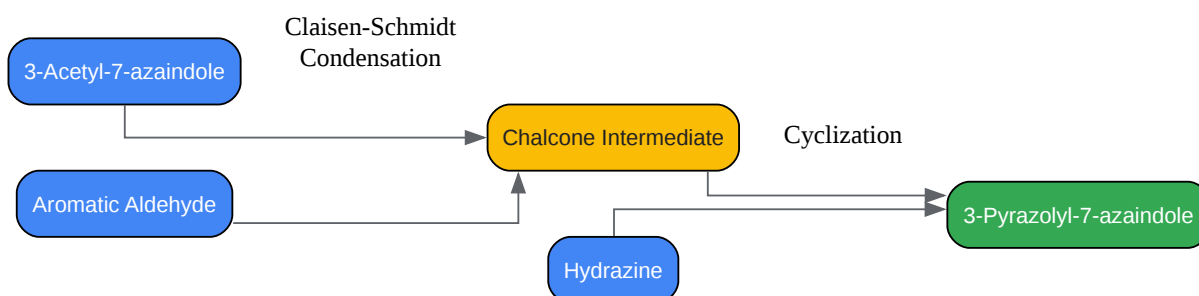 Claisen-Schmidt
Condensation
3-Acetyl-7-azaindole
Chalcone Intermediate
Cyclization
Aromatic Aldehyde
3-Pyrazolyl-7-azaindole
Hydrazine